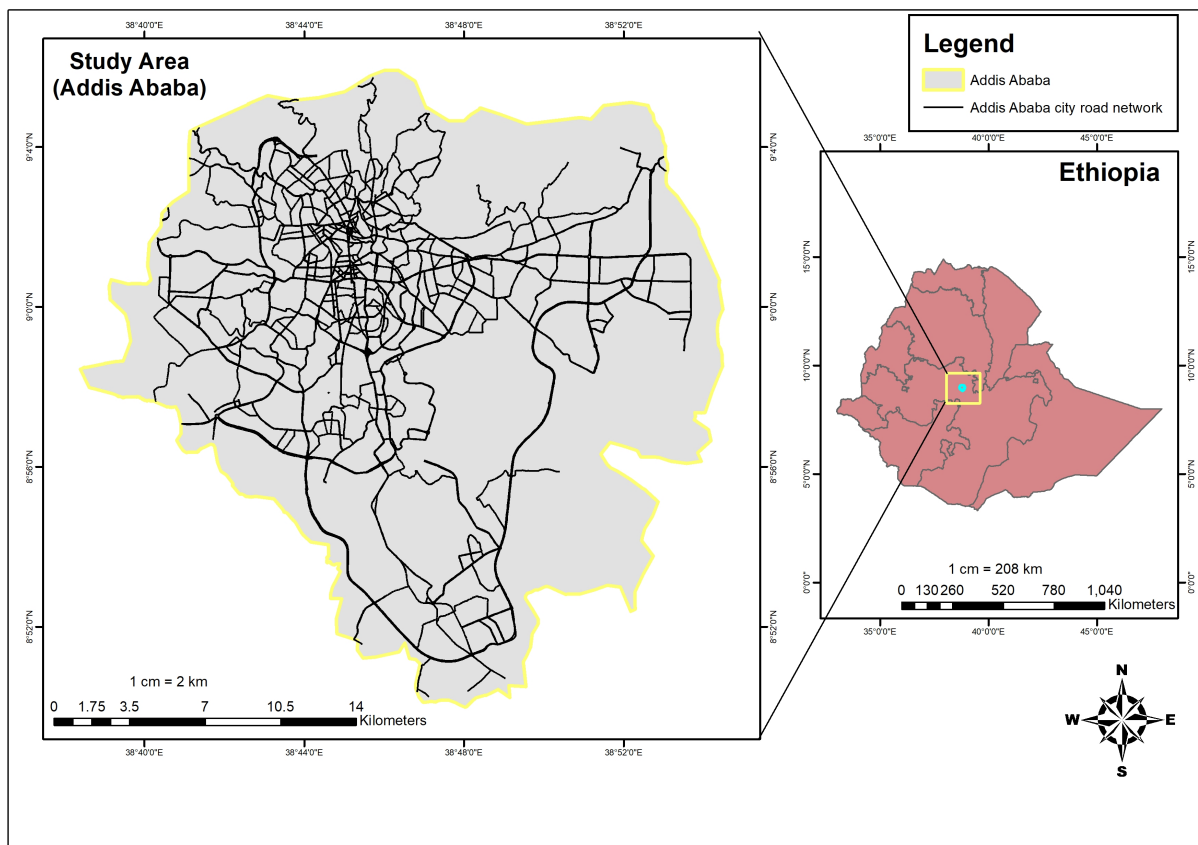 38°40'0"E 38°44'0"E 38°48'0"E 38°52'0"E
Study Area
(Addis Ababa)
9°4'0"N 9°4'0"N
9°0'0"N 9°0'0"N
8°56'0"N 8°56'0"N
8°52'0"N 8°52'0"N
1 cm = 2 km
0 1.75 3.5 7 10.5 14
Kilometers
38°40'0"E 38°44'0"E 38°48'0"E 38°52'0"E
Legend
Addis Ababa
Addis Ababa city road network
35°0'0"E 40°0'0"E 45°0'0"E
Ethiopia
15°0'0"N 15°0'0"N
10°0'0"N 10°0'0"N
5°0'0"N 5°0'0"N
0°0'0" 0°0'0"
1 cm = 208 km
0 130 260 520 780 1,040
Kilometers
35°0'0"E 40°0'0"E 45°0'0"E
N
W E
S